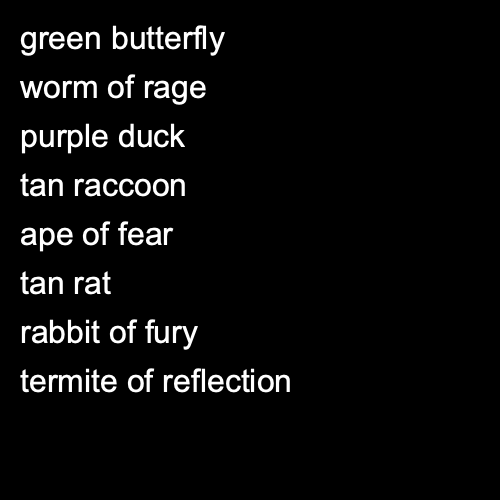 green butterfly
worm of rage
purple duck
tan raccoon
ape of fear
tan rat
rabbit of fury
termite of reflection